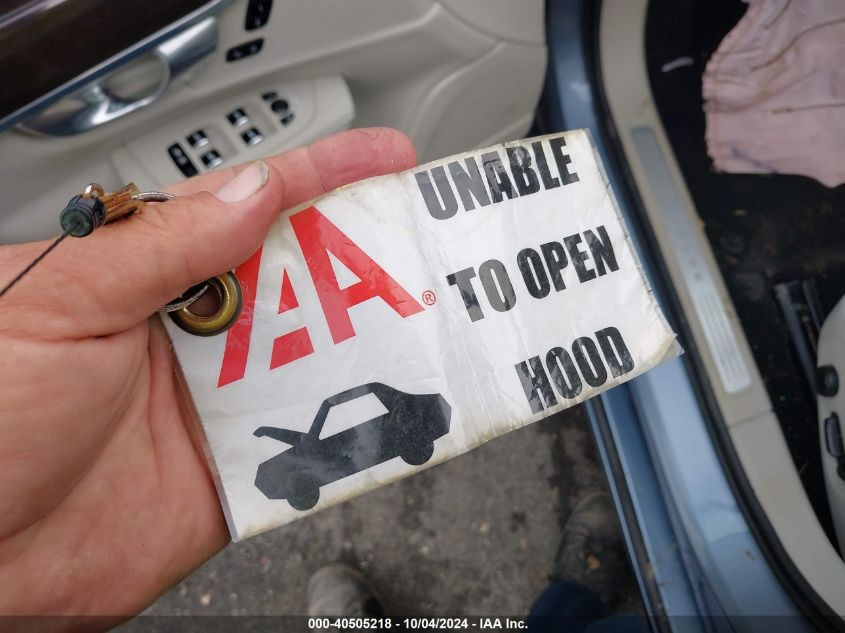 IAA®
UNABLE
TO OPEN
HOOD
000-40505218 - 10/04/2024 - IAA Inc.